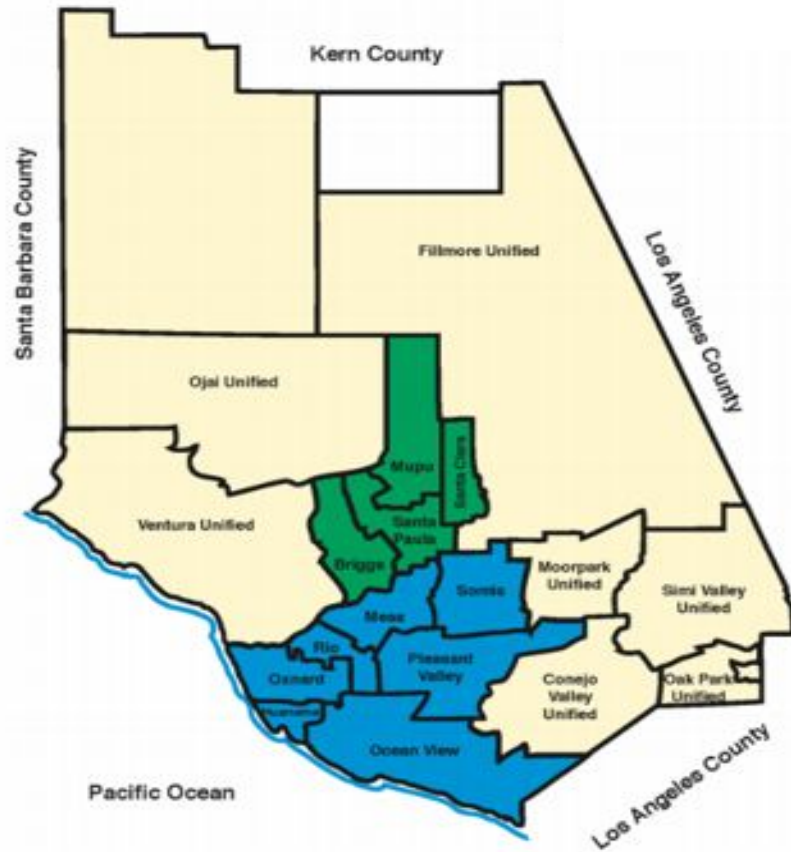 Kern County
Santa Barbara County
Fillmore Unified
Los Angeles County
Ojai Unified
Mupu
Santa Clara
Ventura Unified
Santa
Paula
Briggs
Moorpark
Unified
Simi Valley
Unified
Somis
Mesa
Rio
Pleasant
Valley
Oxnard
Conejo
Valley
Unified
Oak Park
Unified
Hueneme
Ocean View
Pacific Ocean
Los Angeles County